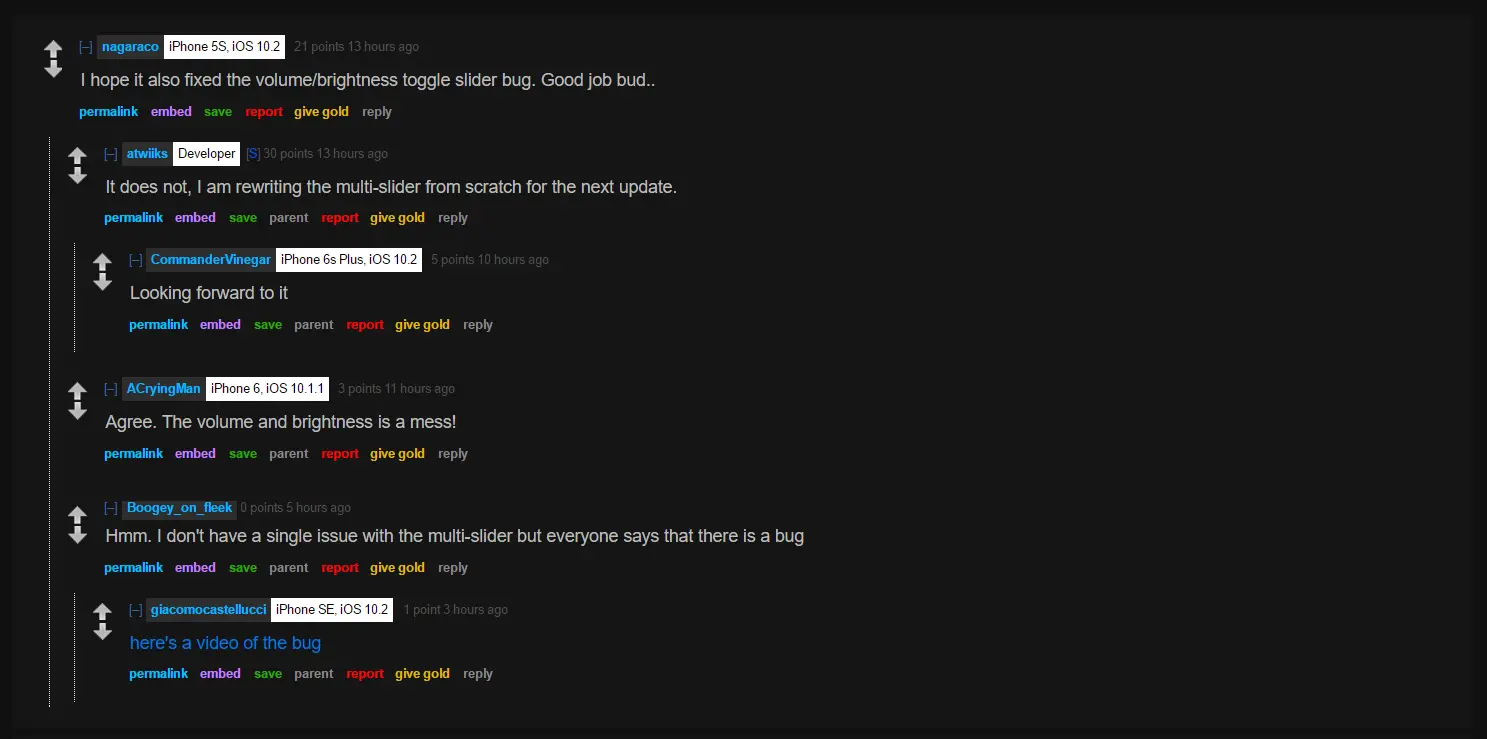 [–] nagaraco iPhone 5S, iOS 10.2 21 points 13 hours ago
I hope it also fixed the volume/brightness toggle slider bug. Good job bud..
permalink embed save report give gold reply
[–] atwiiks Developer [S] 30 points 13 hours ago
It does not, I am rewriting the multi-slider from scratch for the next update.
permalink embed save parent report give gold reply
[–] CommanderVinegar iPhone 6s Plus, iOS 10.2 5 points 10 hours ago
Looking forward to it
permalink embed save parent report give gold reply
[–] ACryingMan iPhone 6, iOS 10.1.1 3 points 11 hours ago
Agree. The volume and brightness is a mess!
permalink embed save parent report give gold reply
[–] Boogey_on_fleek 0 points 5 hours ago
Hmm. I don't have a single issue with the multi-slider but everyone says that there is a bug
permalink embed save parent report give gold reply
[–] giacomocastellucci iPhone SE, iOS 10.2 1 point 3 hours ago
here's a video of the bug
permalink embed save parent report give gold reply